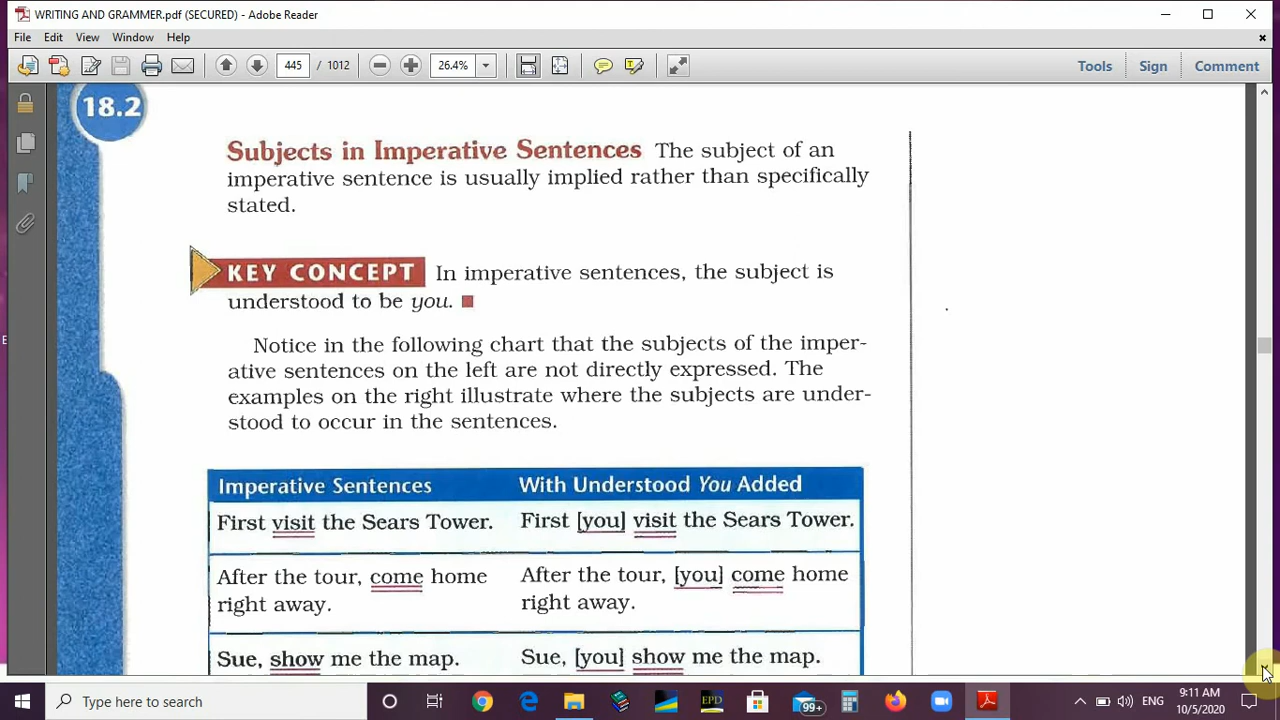 WRITING AND GRAMMER.pdf (SECURED) - Adobe Reader
File Edit View Window Help
445 / 1012 26.4% Tools Sign Comment
18.2
Subjects in Imperative Sentences The subject of an
imperative sentence is usually implied rather than specifically
stated.
KEY CONCEPT In imperative sentences, the subject is
understood to be you.
Notice in the following chart that the subjects of the imper-
ative sentences on the left are not directly expressed. The
examples on the right illustrate where the subjects are under-
stood to occur in the sentences.
Imperative Sentences With Understood You Added
First visit the Sears Tower. First [you] visit the Sears Tower.
After the tour, come home After the tour, [you] come home
right away. right away.
Sue, show me the map. Sue, [you] show me the map.
Type here to search EPD 99+ ENG 9:11 AM
10/5/2020